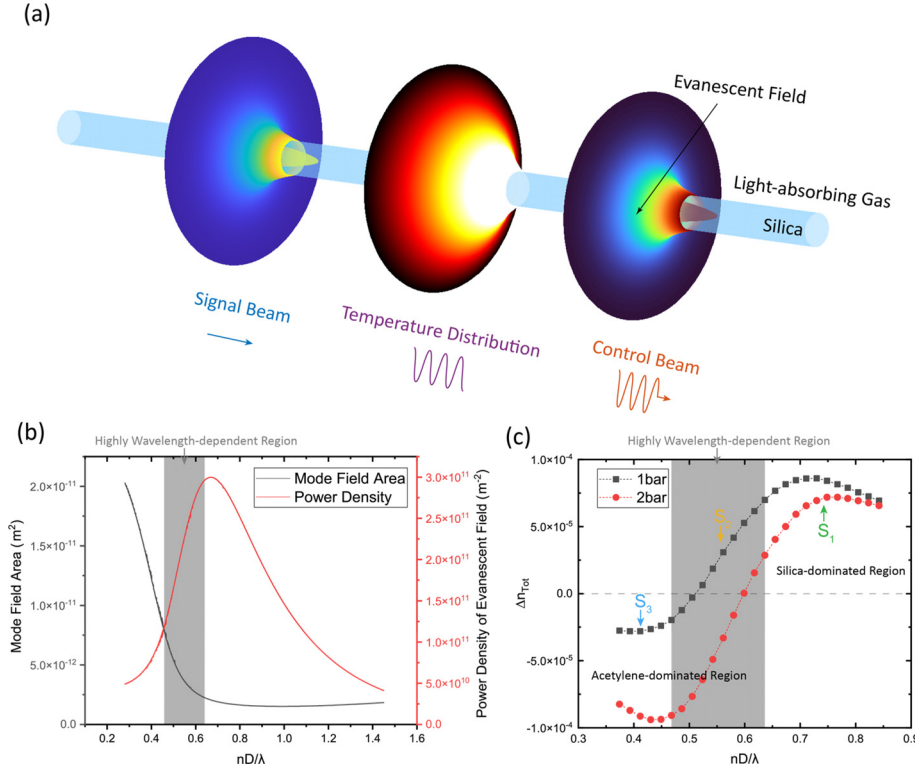 (a)
Evanescent Field
Light-absorbing Gas
Silica
Signal Beam
Temperature Distribution
Control Beam
(b)
Highly Wavelength-dependent Region
Mode Field Area
Power Density
Mode Field Area (m⁻²)
2.0×10⁻¹¹
1.5×10⁻¹¹
1.0×10⁻¹¹
5.0×10⁻¹²
0.0
Power Density of Evanescent Field (m⁻²)
3.0×10¹¹
2.5×10¹¹
2.0×10¹¹
1.5×10¹¹
1.0×10¹¹
5.0×10¹⁰
0.0
0.2 0.4 0.6 0.8 1.0 1.2 1.4 1.6
nD/λ
(c)
Highly Wavelength-dependent Region
1bar
2bar
Δn_Tot
1.0×10⁻⁴
5.0×10⁻⁵
0.0
-5.0×10⁻⁵
-1.0×10⁻⁴
S₁
Silica-dominated Region
S₃
Acetylene-dominated Region
0.3 0.4 0.5 0.6 0.7 0.8 0.9
nD/λ